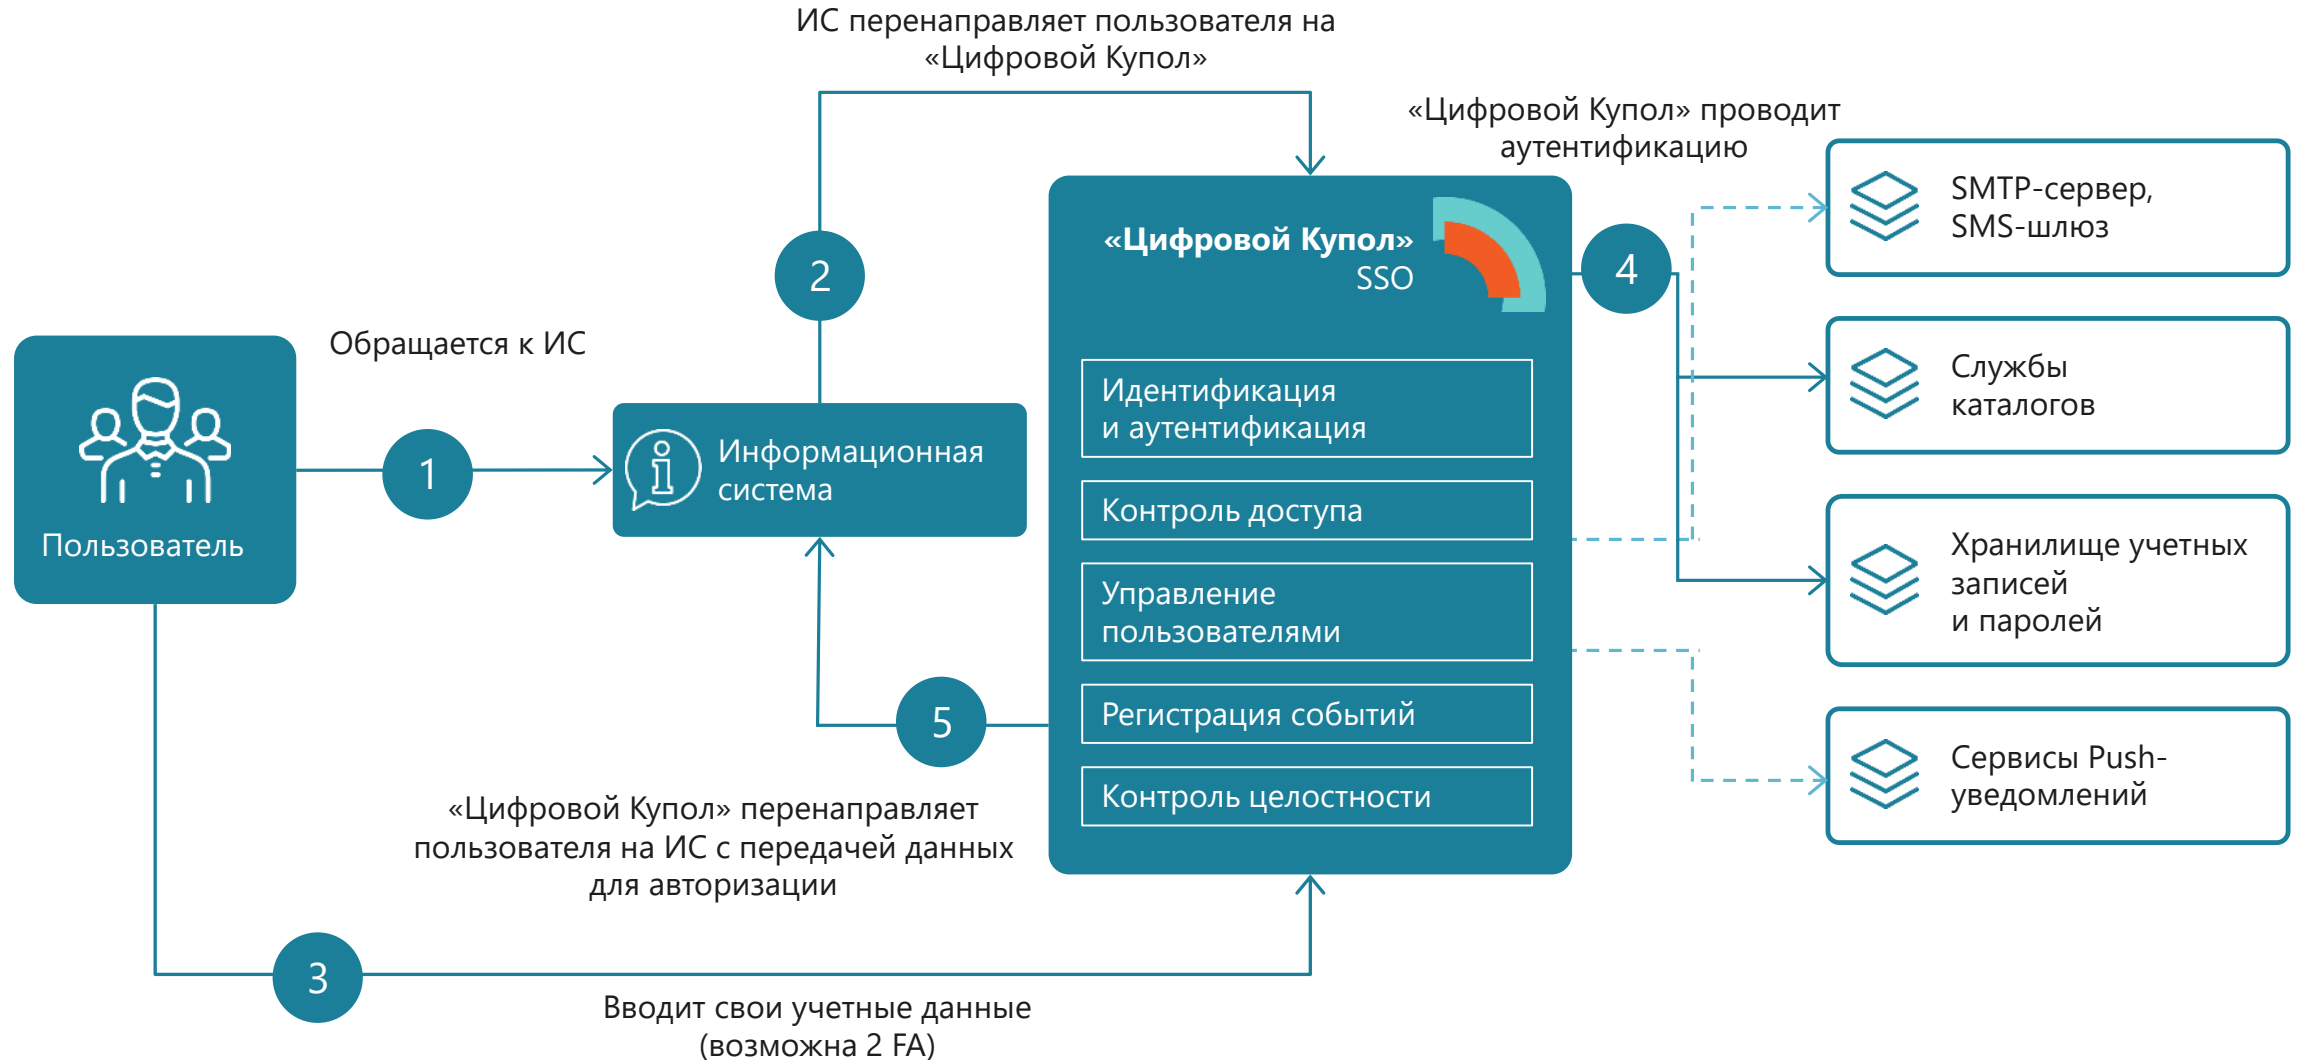 ИС перенаправляет пользователя на
«Цифровой Купол»
«Цифровой Купол» проводит
аутентификацию
2
Обращается к ИС
1
Пользователь
Информационная
система
«Цифровой Купол»
SSO
Идентификация
и аутентификация
Контроль доступа
Управление
пользователями
Регистрация событий
Контроль целостности
4
SMTP-сервер,
SMS-шлюз
Службы
каталогов
Хранилище учетных
записей
и паролей
Сервисы Push-
уведомлений
5
«Цифровой Купол» перенаправляет
пользователя на ИС с передачей данных
для авторизации
3
Вводит свои учетные данные
(возможна 2 FA)